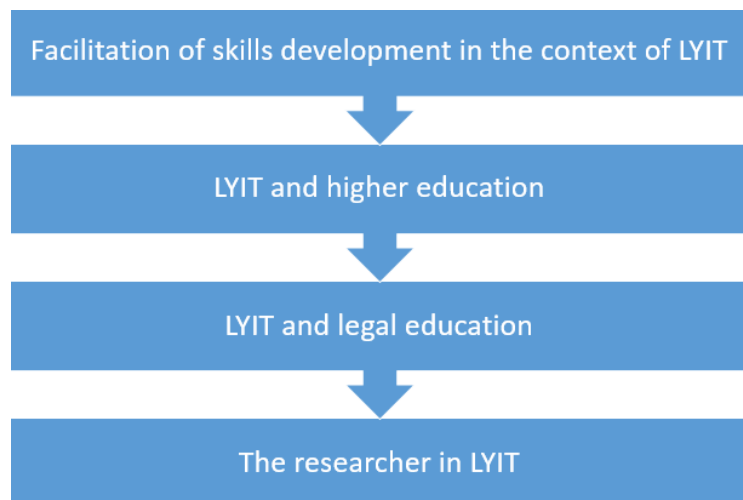 Facilitation of skills development in the context of LYIT
LYIT and higher education
LYIT and legal education
The researcher in LYIT